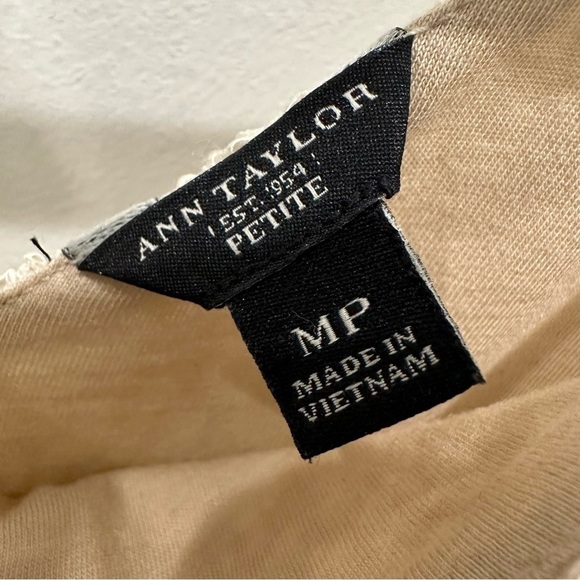 ANN TAYLOR
EST. 1954
PETITE
MP
MADE IN
VIETNAM